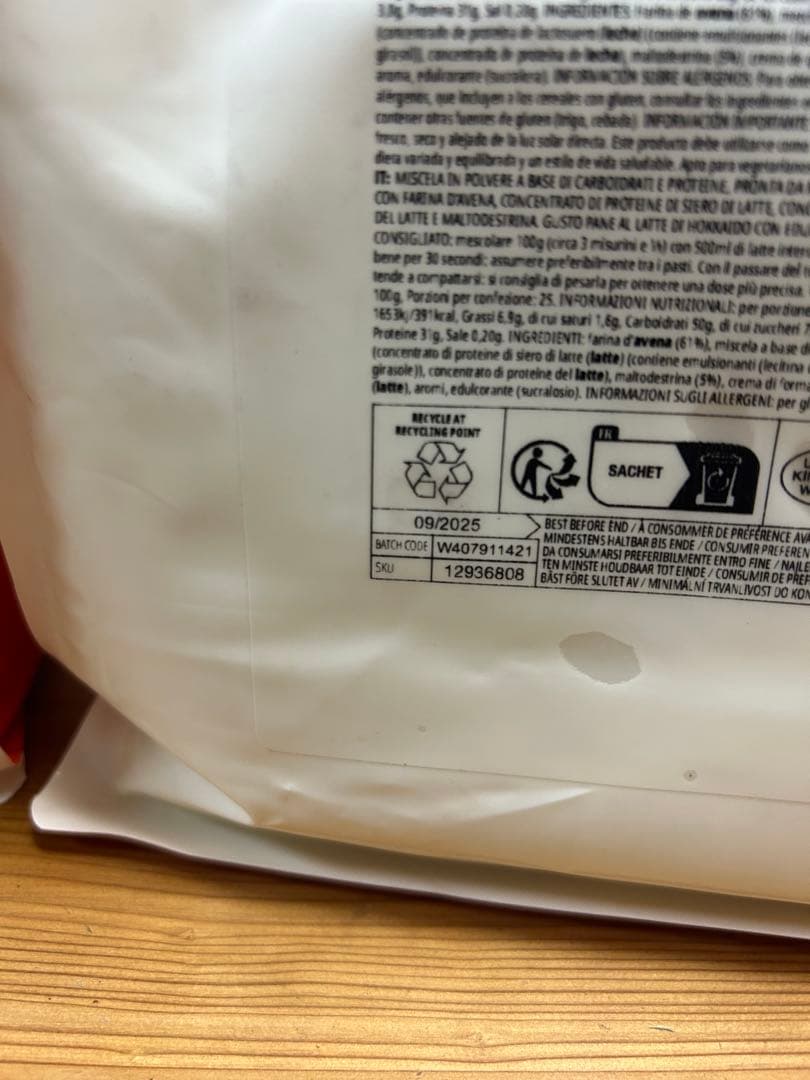 3,8g, Proteine 31g, Sal 0,20g. INGREDIENTES: Harina de avena (61%),
(concentrado de proteína de lactosuero (leche) (contiene emulsionantes
girasol)), concentrado de proteína de leche), maltodextrina (5%), crema de
aroma, edulcorante (sucralosa). INFORMACIÓN SOBRE ALÉRGENOS: Para
alérgenos, que incluyen a los cereales con gluten, consultar los ingredientes
contener otras fuentes de gluten (trigo, cebada). INFORMACIÓN IMPORTANTE
fresco, seco y alejado de la luz solar directa. Este producto debe utilizarse como
dieta variada y equilibrada y un estilo de vida saludable. Apto para vegetarianos
IT: MISCELA IN POLVERE A BASE DI CARBOIDRATI E PROTEINE, PRONTA DA
CON FARINA D'AVENA, CONCENTRATO DI PROTEINE DI SIERO DI LATTE,
DEL LATTE E MALTODESTRINA. GUSTO PANE AL LATTE DI HOKKAIDO CON
CONSIGLIATO: mescolare 100g (circa 3 misurini e ¼) con 500ml di latte
bene per 30 secondi: assumere preferibilmente tra i pasti. Con il passare del
tende a compattarsi: si consiglia di pesarla per ottenere una dose più precisa.
100g, Porzioni per confezione: 25. INFORMAZIONI NUTRIZIONALI: per porzione
1653kj/391kcal, Grassi 6,9g, di cui saturi 1,6g, Carboidrati 50g, di cui zuccheri
Proteine 31g, Sale 0,20g. INGREDIENTI: farina d'avena (61%), miscela a base di
(concentrato di proteine di siero di latte (latte) (contiene emulsionanti (lecitina
girasole)), concentrato di proteine del latte), maltodestrina (5%), crema di
(latte), aromi, edulcorante (sucralosio). INFORMAZIONI SUGLI ALLERGENI: per
RECYCLE AT
RECYCLING POINT
FR
SACHET
09/2025
BEST BEFORE END / À CONSOMMER DE PRÉFÉRENCE
BATCH CODE W407911421
MINDESTENS HALTBAR BIS ENDE / CONSUMIR
DA CONSUMARSI PREFERIBILMENTE ENTRO FINE /
SKU 12936808
TEN MINSTE HOUDBAAR TOT EINDE / CONSUMIR DE
BÄST FÖRE SLUTET AV / MINIMÁLNÍ TRVANLIVOST DO